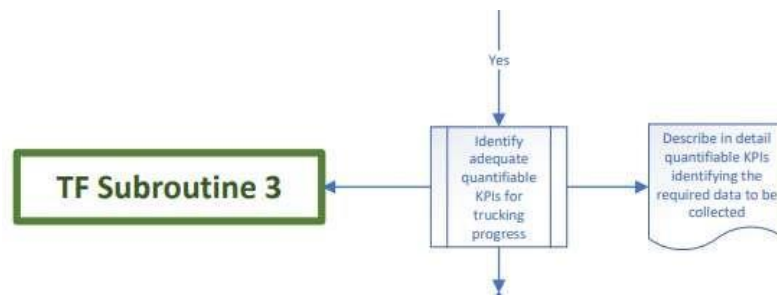 Yes
TF Subroutine 3
Identify
adequate
quantifiable
KPIs for
trucking
progress
Describe in detail
quantifiable KPIs
identifying the
required data to be
collected